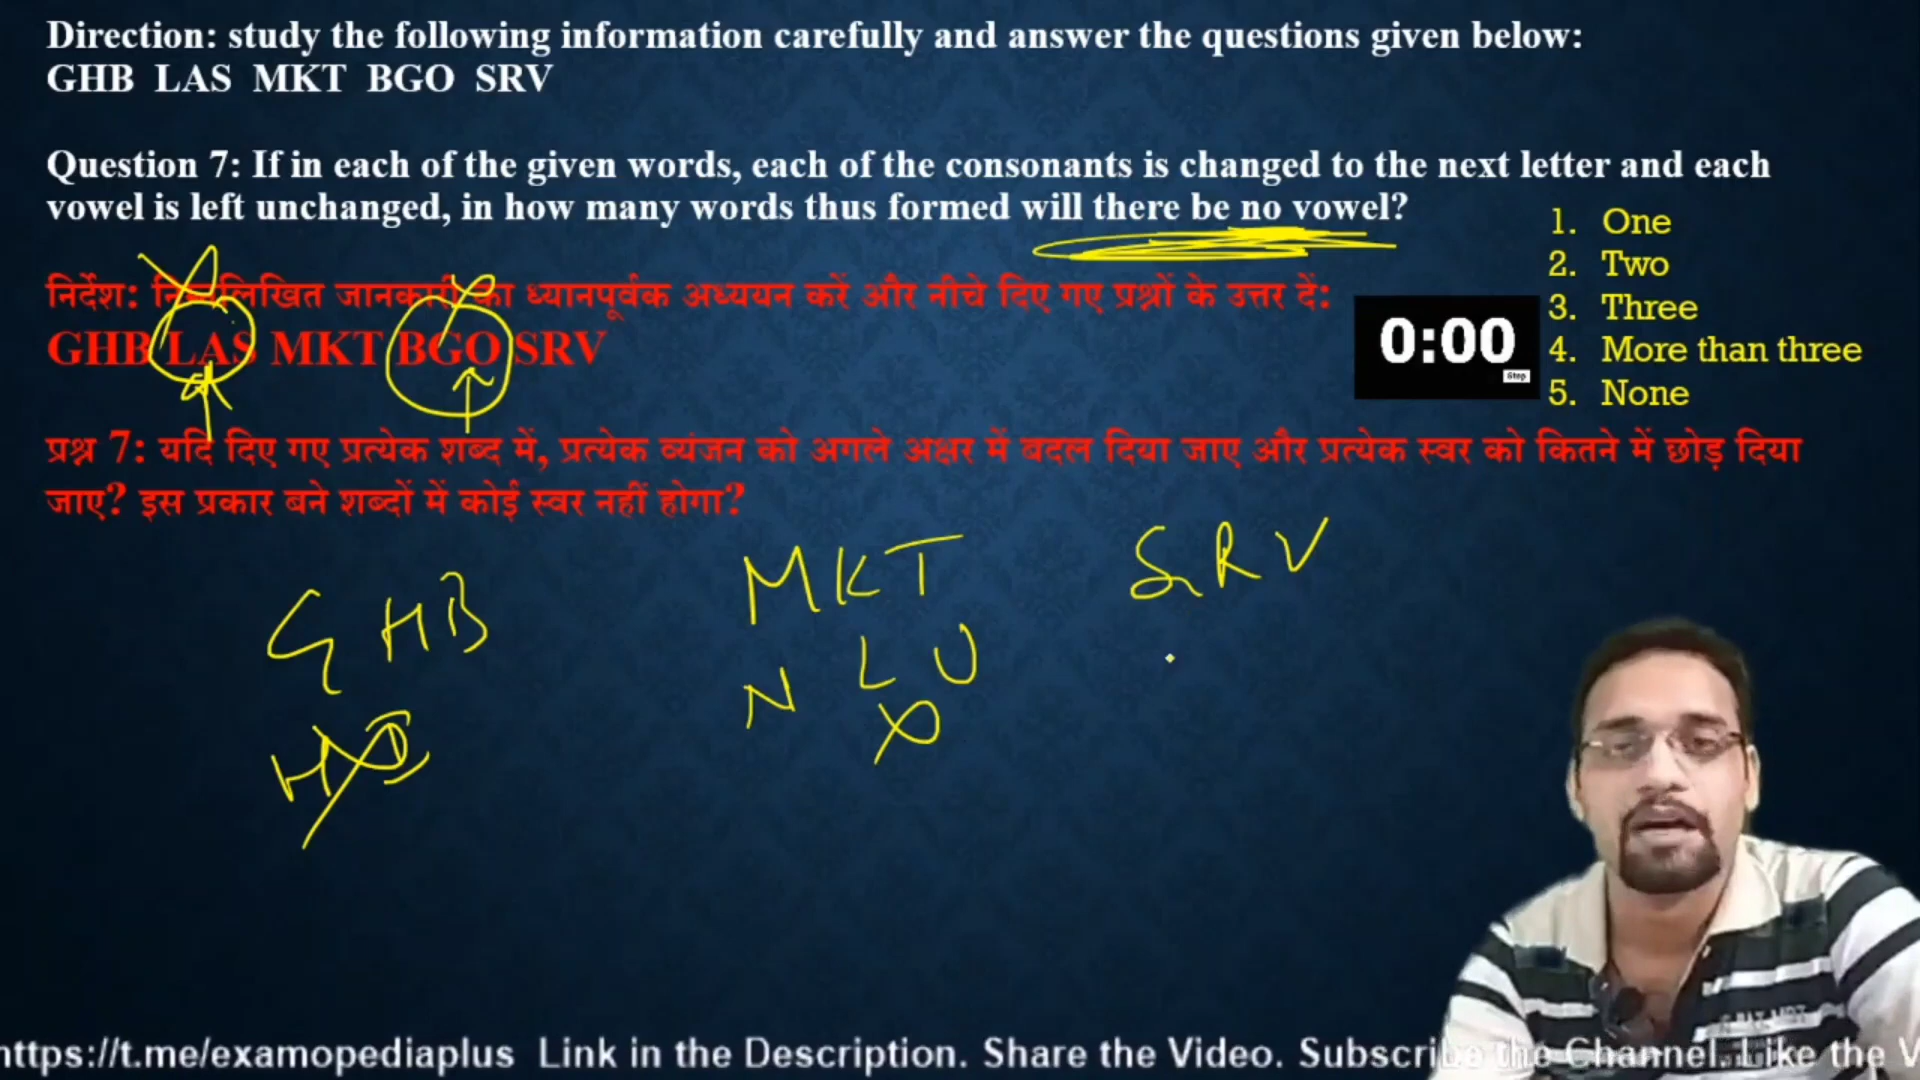 Direction: study the following information carefully and answer the questions given below:
GHB LAS MKT BGO SRV
Question 7: If in each of the given words, each of the consonants is changed to the next letter and each
vowel is left unchanged, in how many words thus formed will there be no vowel?
1. One
2. Two
3. Three
4. More than three
5. None
0:00
Stop
निर्देश: निम्नलिखित जानकारी का ध्यानपूर्वक अध्ययन करें और नीचे दिए गए प्रश्नों के उत्तर दें:
GHB LAS MKT BGO SRV
प्रश्न 7: यदि दिए गए प्रत्येक शब्द में, प्रत्येक व्यंजन को अगले अक्षर में बदल दिया जाए और प्रत्येक स्वर को कितने में छोड़ दिया
जाए? इस प्रकार बने शब्दों में कोई स्वर नहीं होगा?
GHB MKT SRV
N L U
https://t.me/examopediaplus Link in the Description. Share the Video. Subscribe the Channel. Like the V